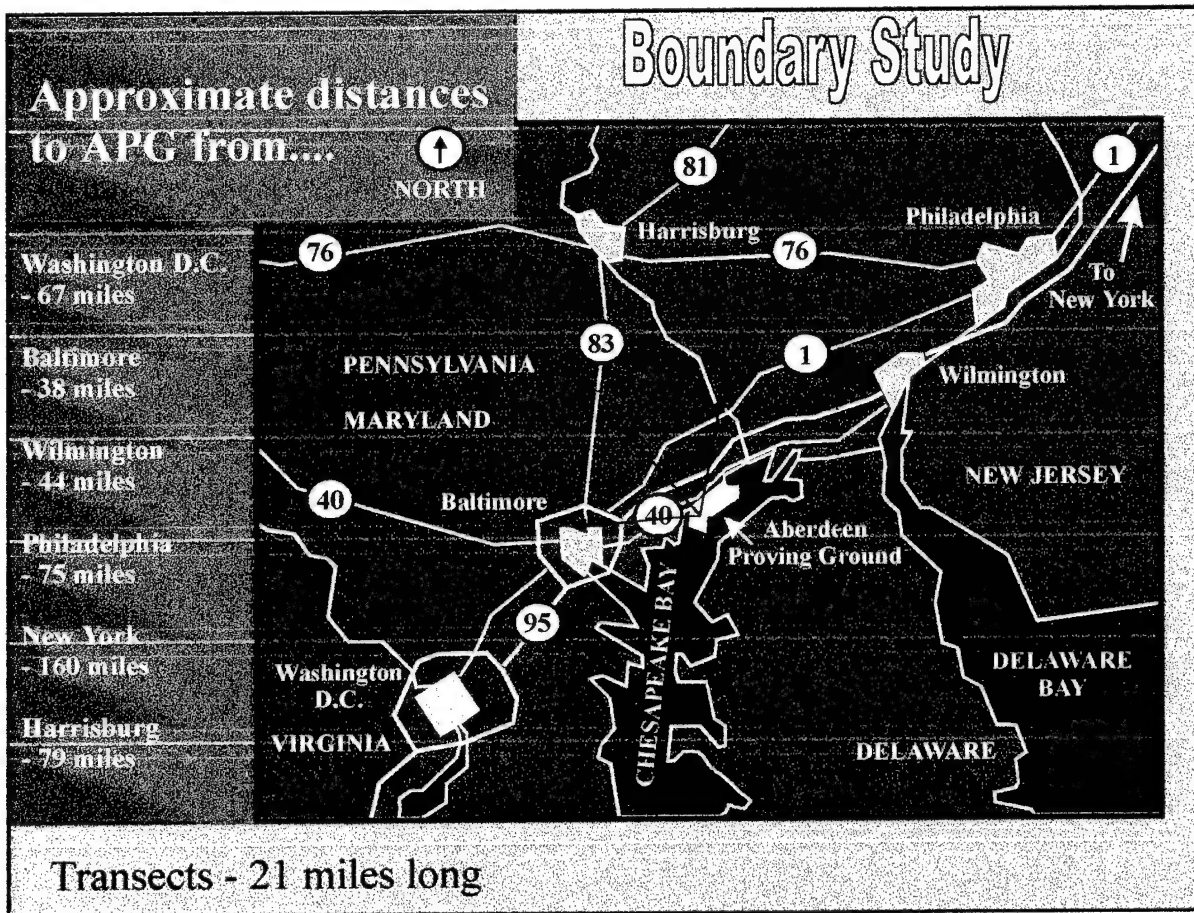 Boundary Study
Approximate distances
to APG from....
NORTH
Washington D.C.
- 67 miles
Baltimore
- 38 miles
Wilmington
- 44 miles
Philadelphia
- 75 miles
New York
- 160 miles
Harrisburg
- 79 miles
81
1
Philadelphia
Harrisburg
76
76
To
New York
83
1
PENNSYLVANIA
Wilmington
MARYLAND
NEW JERSEY
Baltimore
40
40
Aberdeen
Proving Ground
CHESAPEAKE BAY
95
Washington
D.C.
DELAWARE
BAY
VIRGINIA
DELAWARE
Transects - 21 miles long